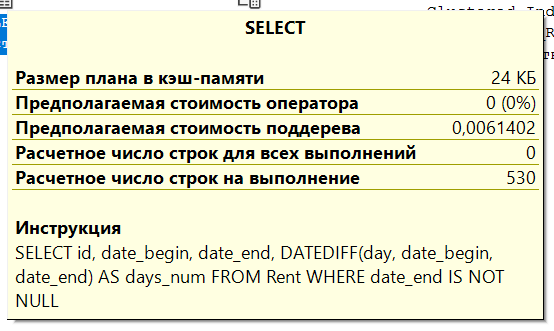 Clustered Ind
SELECT
Размер плана в кэш-памяти 24 КБ
Предполагаемая стоимость оператора 0 (0%)
Предполагаемая стоимость поддерева 0,0061402
Расчетное число строк для всех выполнений 0
Расчетное число строк на выполнение 530
Инструкция
SELECT id, date_begin, date_end, DATEDIFF(day, date_begin,
date_end) AS days_num FROM Rent WHERE date_end IS NOT
NULL